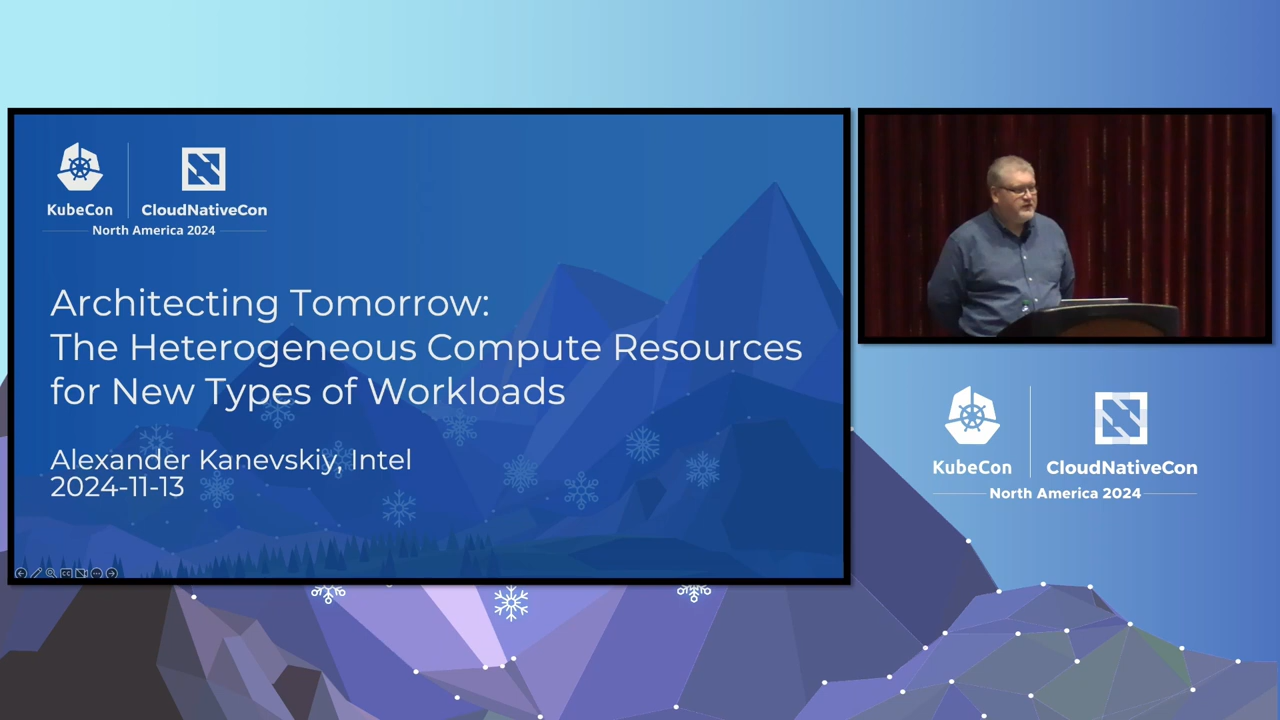 KubeCon
CloudNativeCon
North America 2024
Architecting Tomorrow:
The Heterogeneous Compute Resources
for New Types of Workloads
Alexander Kanevskiy, Intel
2024-11-13
KubeCon
CloudNativeCon
North America 2024